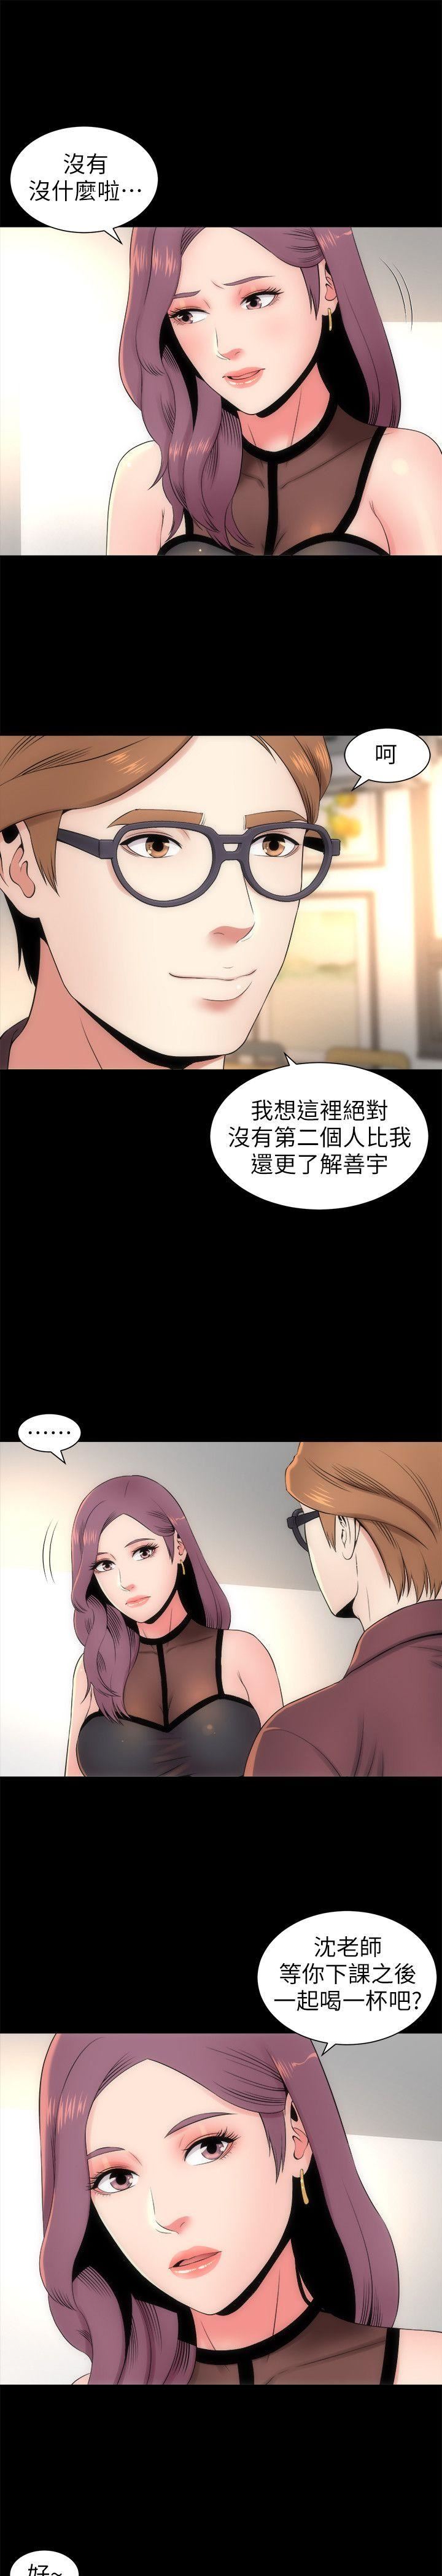 沒有
沒什麼啦⋯
呵
我想這裡絕對
沒有第二個人比我
還更了解善宇
⋯⋯
沈老師
等你下課之後
一起喝一杯吧?
好~